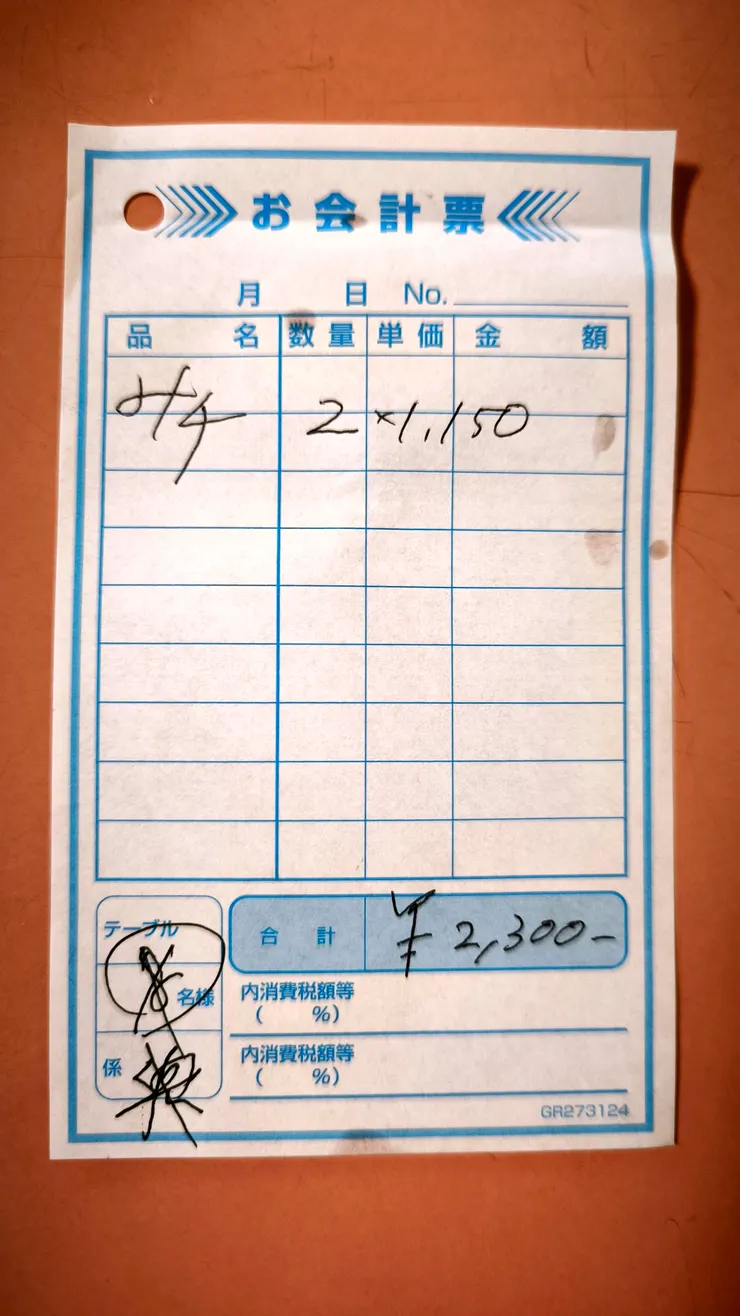 お会計票
月 日 No.
品名 数量 単価 金額
みそ 2×1,150
合計 ¥2,300-
テーブル
名様
係
内消費税額等
( %)
内消費税額等
( %)
GR273124